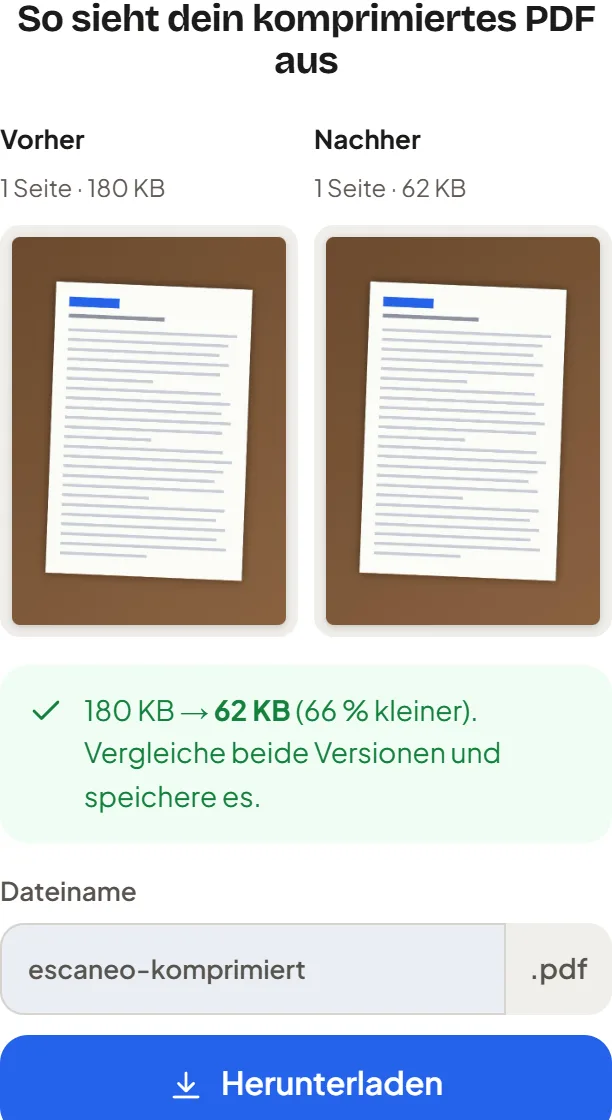 So sieht dein komprimiertes PDF
aus
Vorher
1 Seite · 180 KB
Nachher
1 Seite · 62 KB
180 KB → 62 KB (66 % kleiner).
Vergleiche beide Versionen und
speichere es.
Dateiname
escaneo-komprimiert
.pdf
Herunterladen